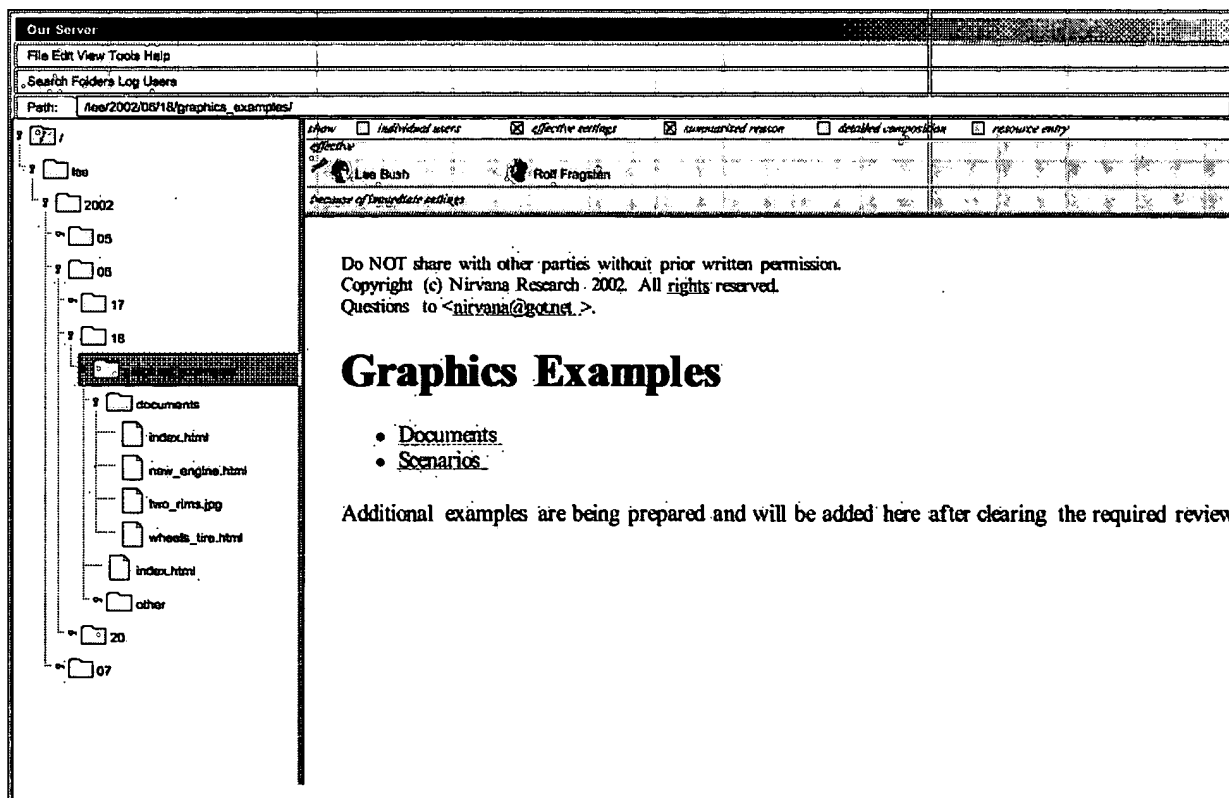 Our Server
File Edit View Tools Help
Search Folders Log Users
Path: /lee/2002/06/18/graphics_examples/
/
lee
2002
05
06
17
18
documents
index.html
new_engine.html
two_rims.jpg
wheels_tire.html
index.html
other
20
07
show individual users effective settings summarized reason detailed composition resource entry
effective
Lee Bush Rolf Fragsten
because of immediate settings
Do NOT share with other parties without prior written permission.
Copyright (c) Nirvana Research 2002. All rights reserved.
Questions to <nirvana@gotnet >.
Graphics Examples
• Documents
• Scenarios
Additional examples are being prepared and will be added here after clearing the required review